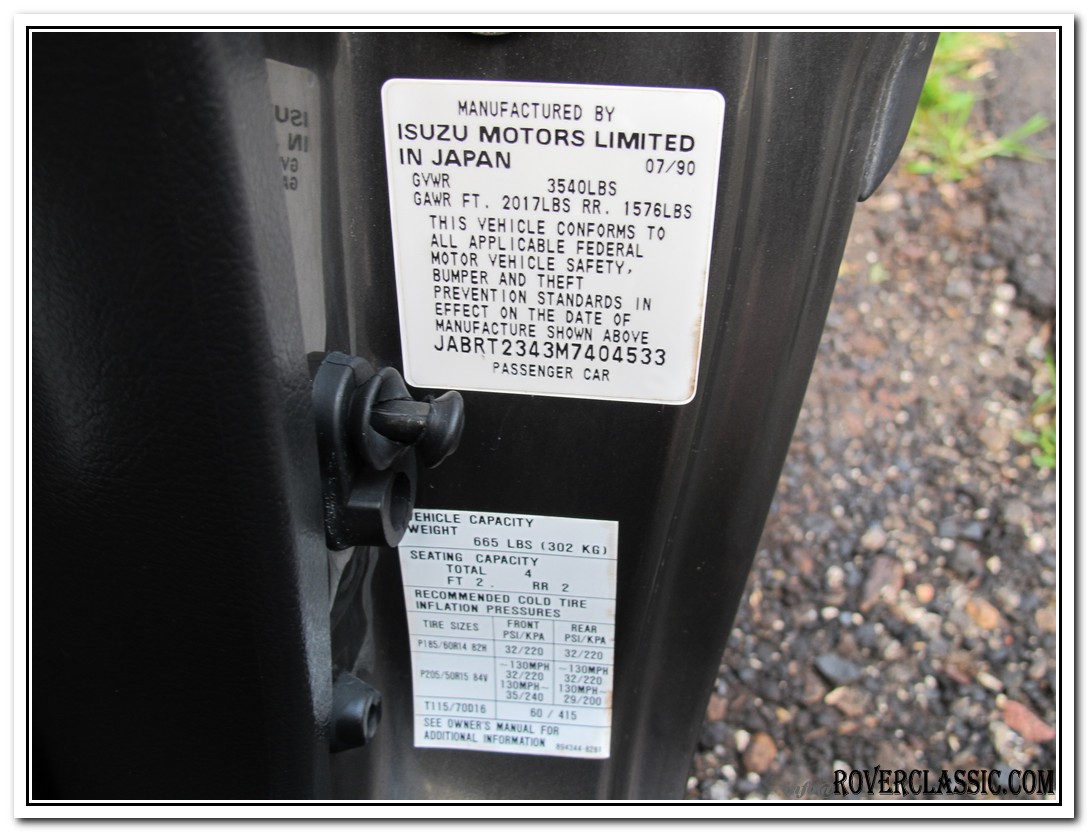 MANUFACTURED BY
ISUZU MOTORS LIMITED
IN JAPAN 07/90
GVWR 3540LBS
GAWR FT. 2017LBS RR. 1576LBS
THIS VEHICLE CONFORMS TO
ALL APPLICABLE FEDERAL
MOTOR VEHICLE SAFETY,
BUMPER AND THEFT
PREVENTION STANDARDS IN
EFFECT ON THE DATE OF
MANUFACTURE SHOWN ABOVE
JABRT2343M7404533
PASSENGER CAR
VEHICLE CAPACITY
WEIGHT
665 LBS (302 KG)
SEATING CAPACITY
TOTAL 4
FT 2. RR 2
RECOMMENDED COLD TIRE
INFLATION PRESSURES
TIRE SIZES FRONT PSI/KPA REAR PSI/KPA
P185/60R14 82H 32/220 32/220
P205/50R15 84V ~130MPH 32/220 130MPH~ 35/240 ~130MPH 32/220 130MPH~ 29/200
T115/70D16 60 / 415
SEE OWNER'S MANUAL FOR
ADDITIONAL INFORMATION
ROVERCLASSIC.COM